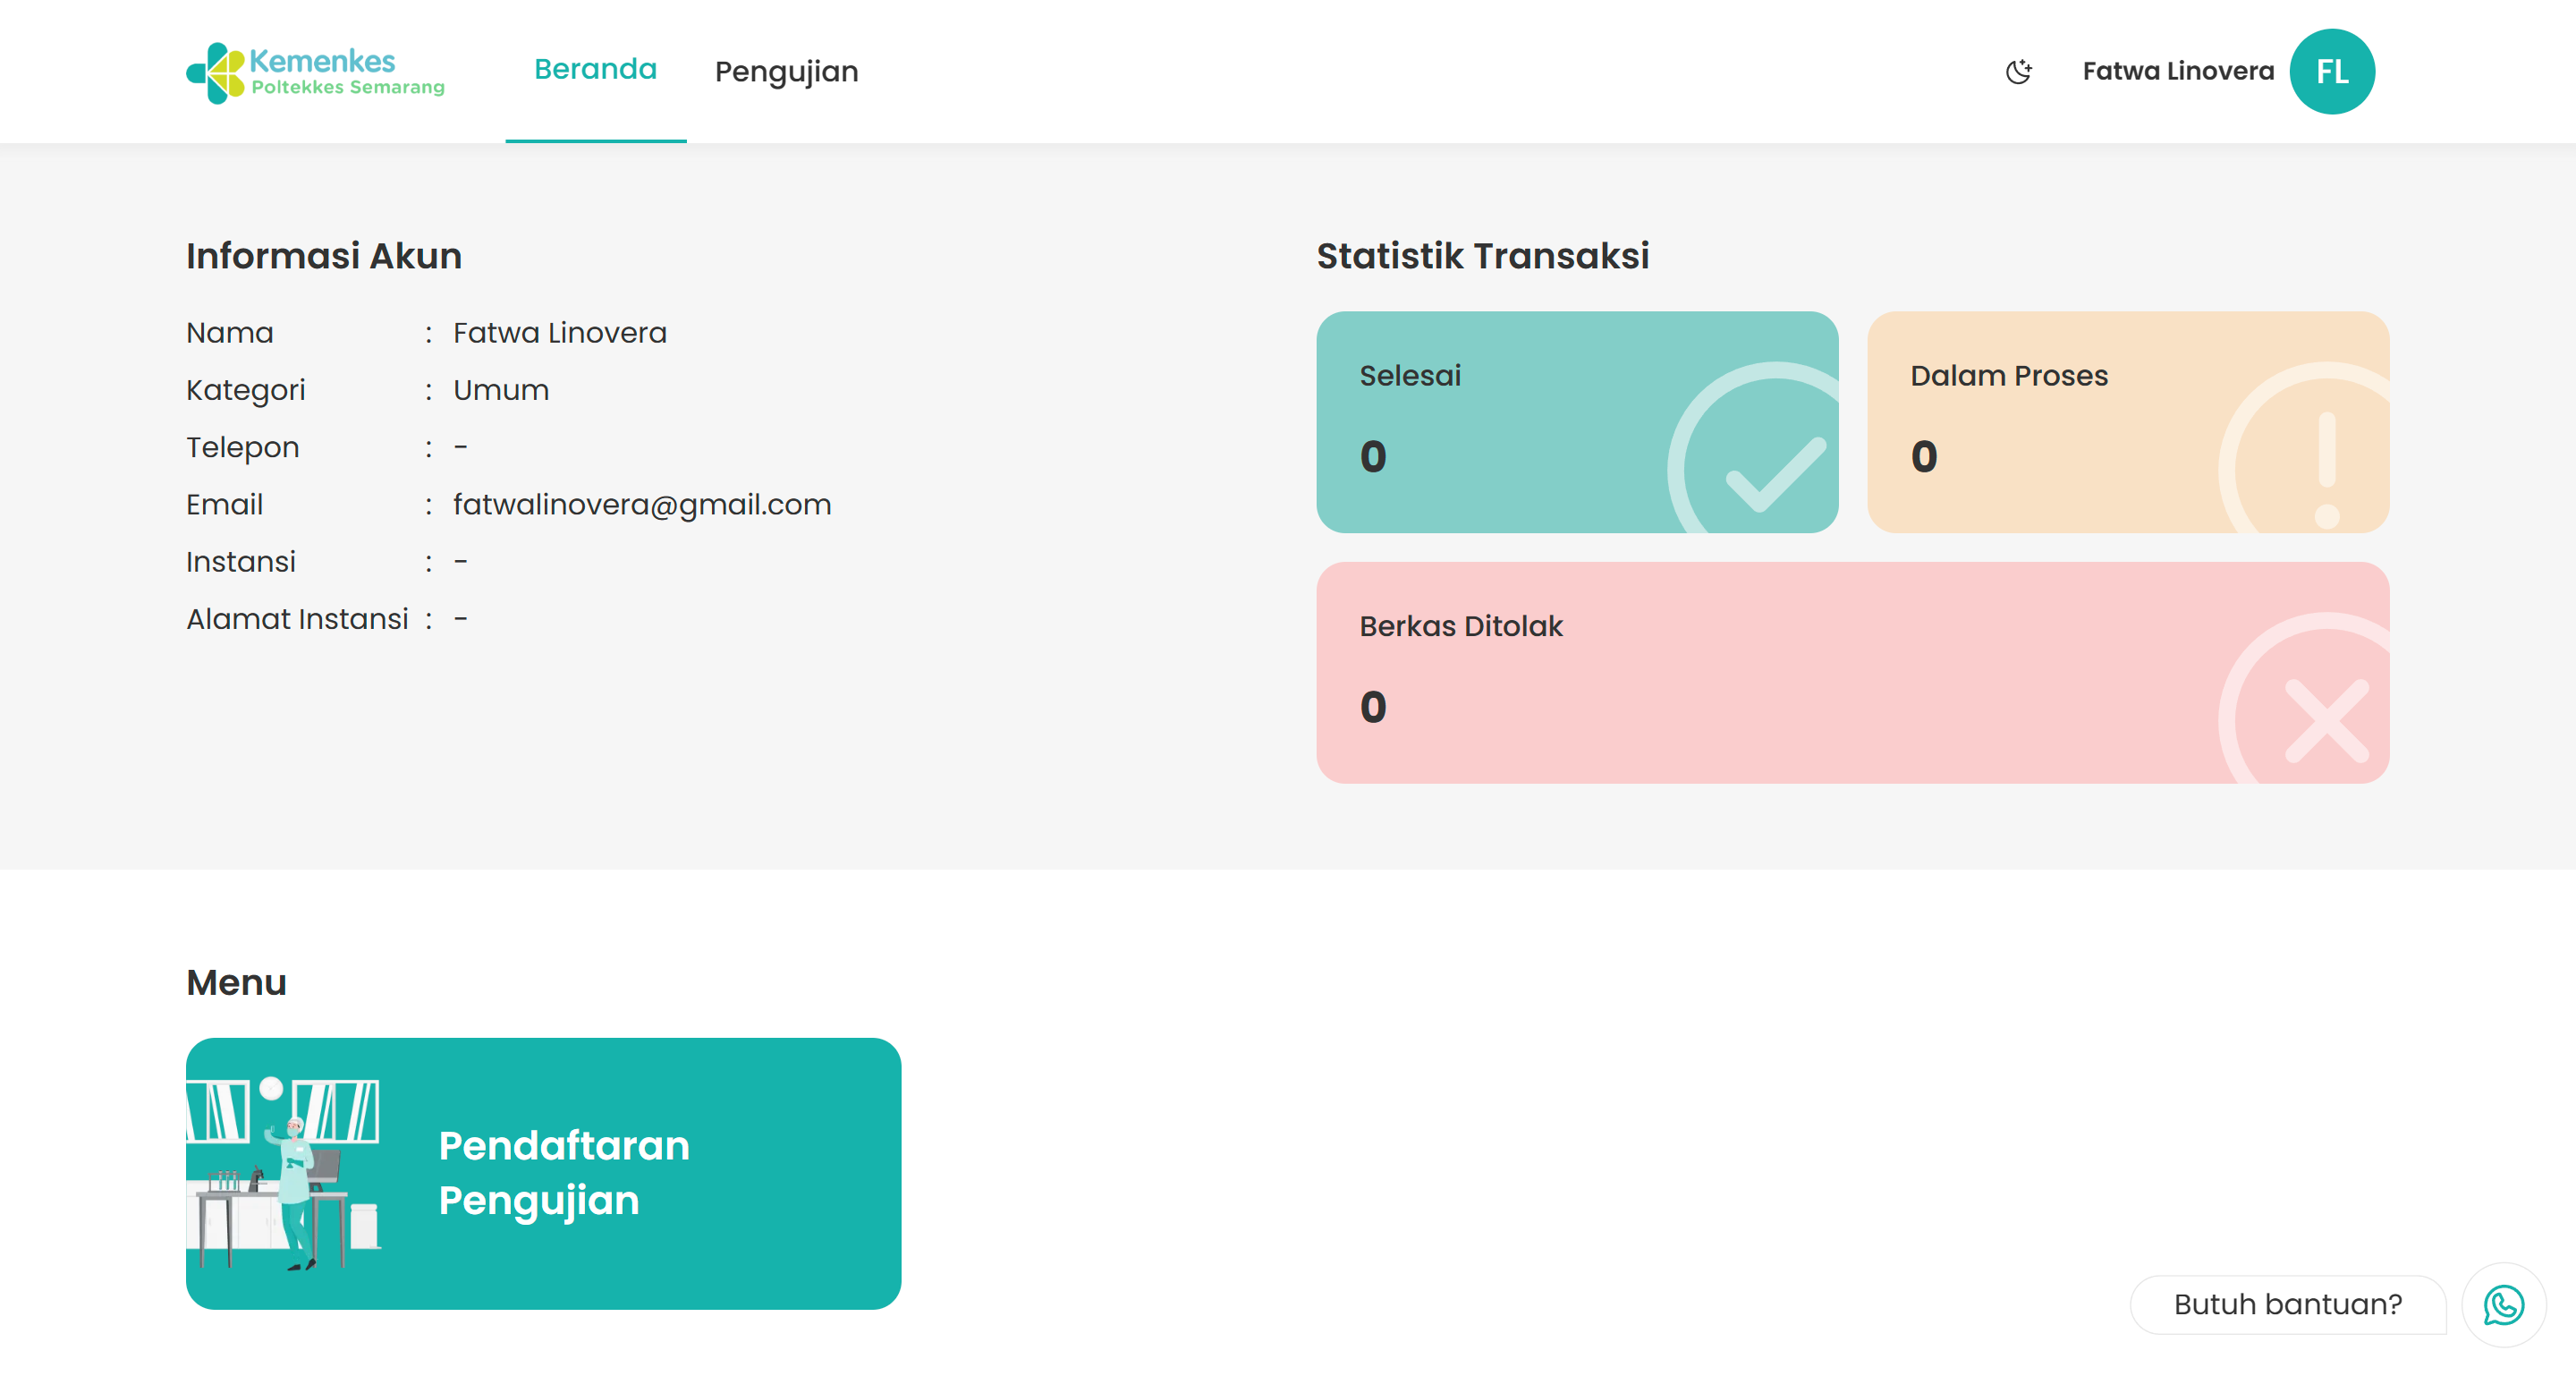 Kemenkes
Poltekkes Semarang
Beranda
Pengujian
Fatwa Linovera
FL
Informasi Akun
Nama : Fatwa Linovera
Kategori : Umum
Telepon : -
Email : fatwalinovera@gmail.com
Instansi : -
Alamat Instansi : -
Statistik Transaksi
Selesai
0
Dalam Proses
0
Berkas Ditolak
0
Menu
Pendaftaran
Pengujian
Butuh bantuan?